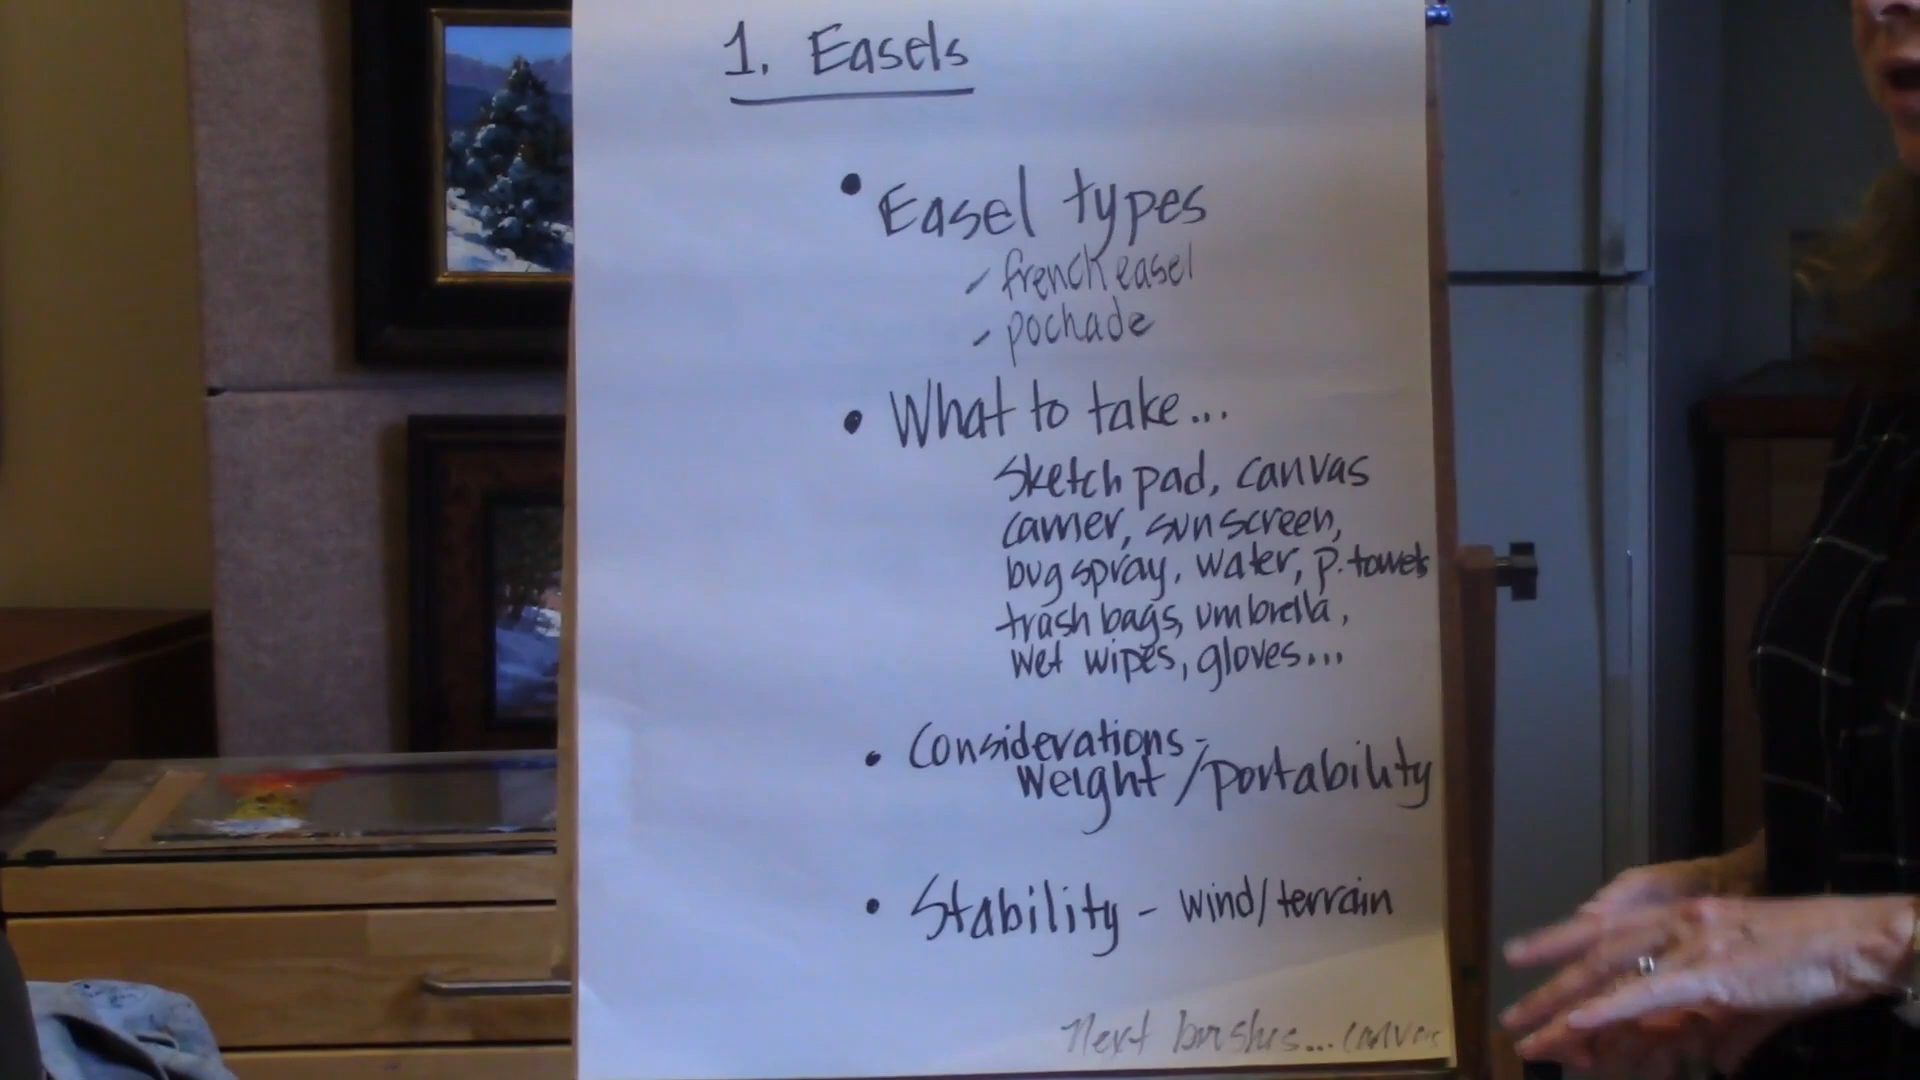 1. Easels
• Easel types
- french easel
- pochade
• What to take...
sketch pad, canvas
carrier, sunscreen,
bug spray, water, p. towels
trash bags, umbrella,
wet wipes, gloves...
• Considerations -
Weight/portability
• Stability - wind/terrain
Next brushes... canvas